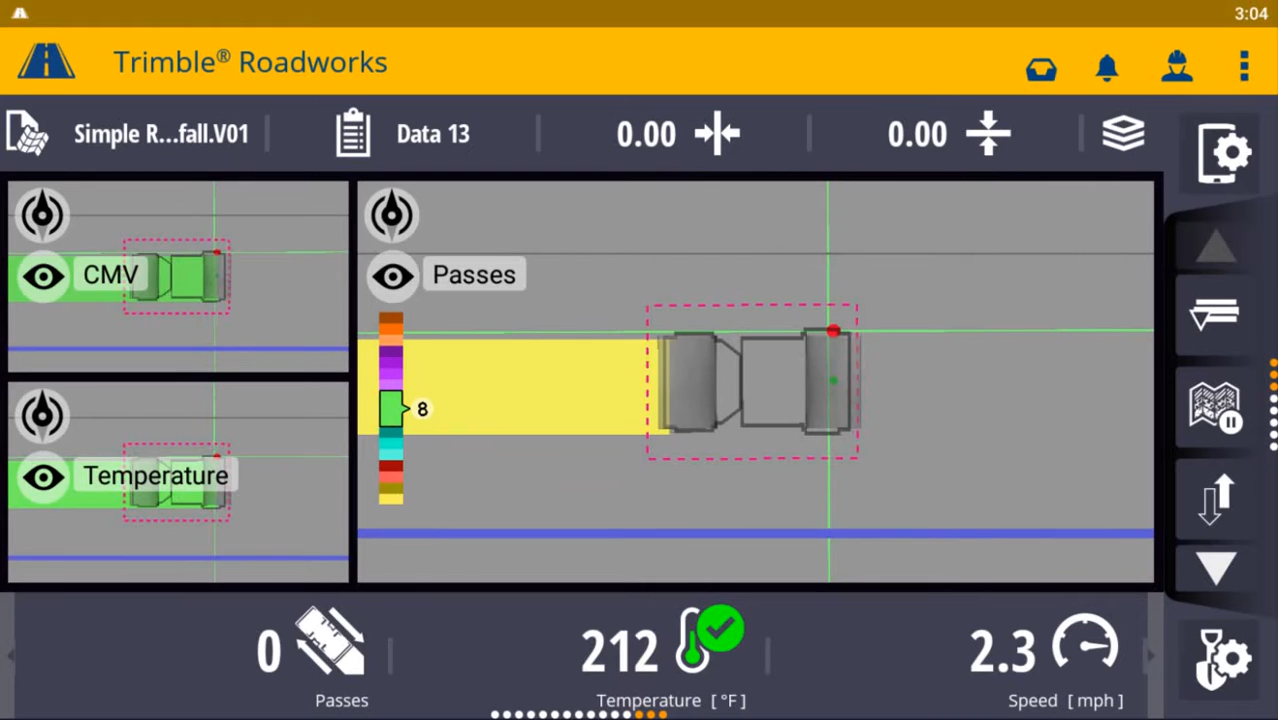 3:04
Trimble® Roadworks
Simple R...fall.V01
Data 13
0.00
0.00
CMV
Passes
8
Temperature
0
212
2.3
Passes
Temperature [°F]
Speed [mph]